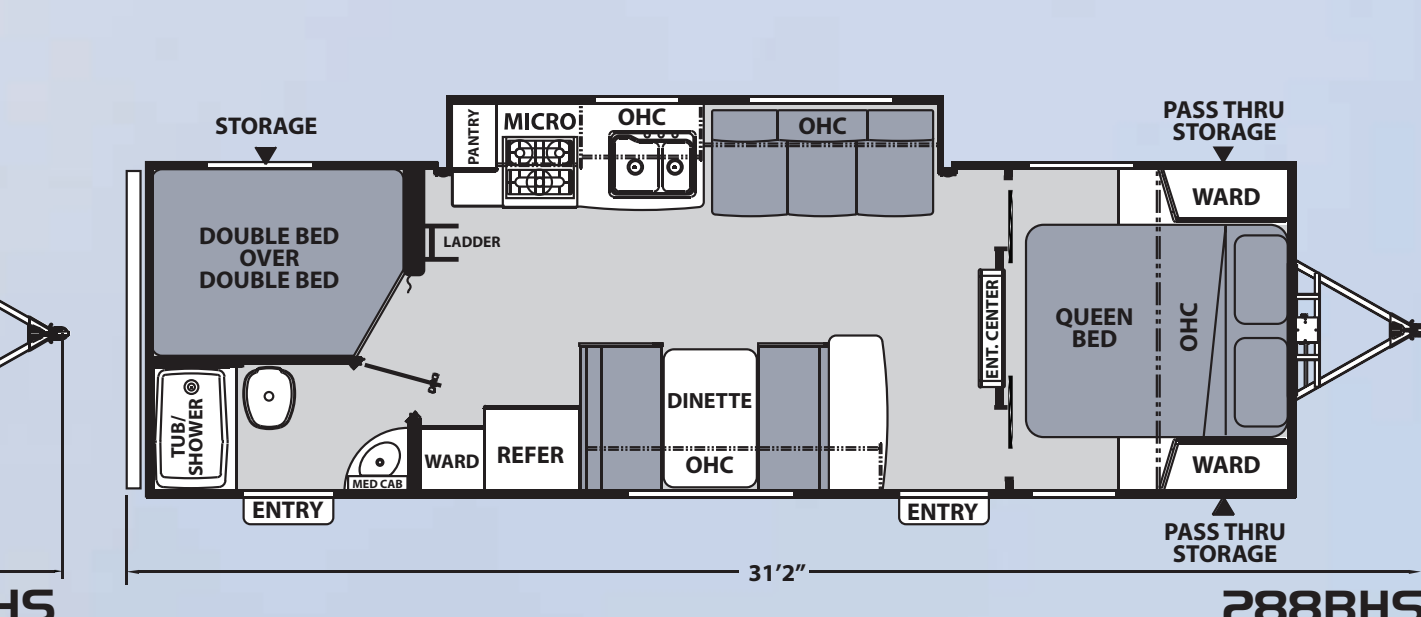 STORAGE
PANTRY
MICRO
OHC
OHC
PASS THRU
STORAGE
WARD
DOUBLE BED
OVER
DOUBLE BED
LADDER
ENT. CENTER
QUEEN
BED
OHC
TUB/
SHOWER
MED CAB
WARD
REFER
DINETTE
OHC
WARD
ENTRY
ENTRY
PASS THRU
STORAGE
31'2”
HS
288BHS